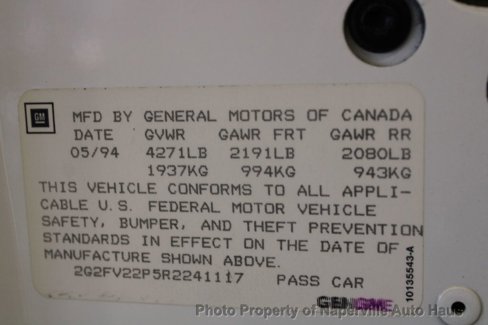 GM
MFD BY GENERAL MOTORS OF CANADA
DATE GVWR GAWR FRT GAWR RR
05/94 4271LB 2191LB 2080LB
1937KG 994KG 943KG
THIS VEHICLE CONFORMS TO ALL APPLI-
CABLE U.S. FEDERAL MOTOR VEHICLE
SAFETY, BUMPER, AND THEFT PREVENTION
STANDARDS IN EFFECT ON THE DATE OF
MANUFACTURE SHOWN ABOVE.
2G2FV22P5R2241117 PASS CAR
10135543-A
Photo Property of Naperville Auto Haus